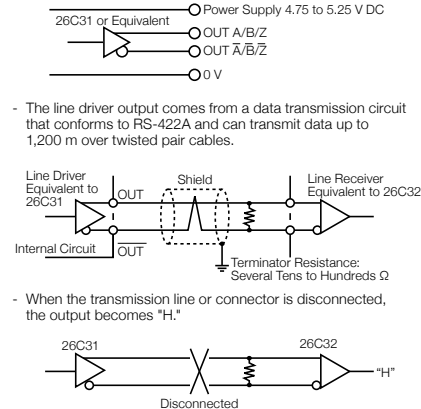 Power Supply 4.75 to 5.25 V DC
26C31 or Equivalent
OUT A/B/Z
OUT A̅/B̅/Z̅
0 V
- The line driver output comes from a data transmission circuit
that conforms to RS-422A and can transmit data up to
1,200 m over twisted pair cables.
Line Driver
Equivalent to
26C31
OUT
Shield
Line Receiver
Equivalent to 26C32
Internal Circuit
O̅U̅T̅
Terminator Resistance:
Several Tens to Hundreds Ω
- When the transmission line or connector is disconnected,
the output becomes "H."
26C31
26C32
"H"
Disconnected